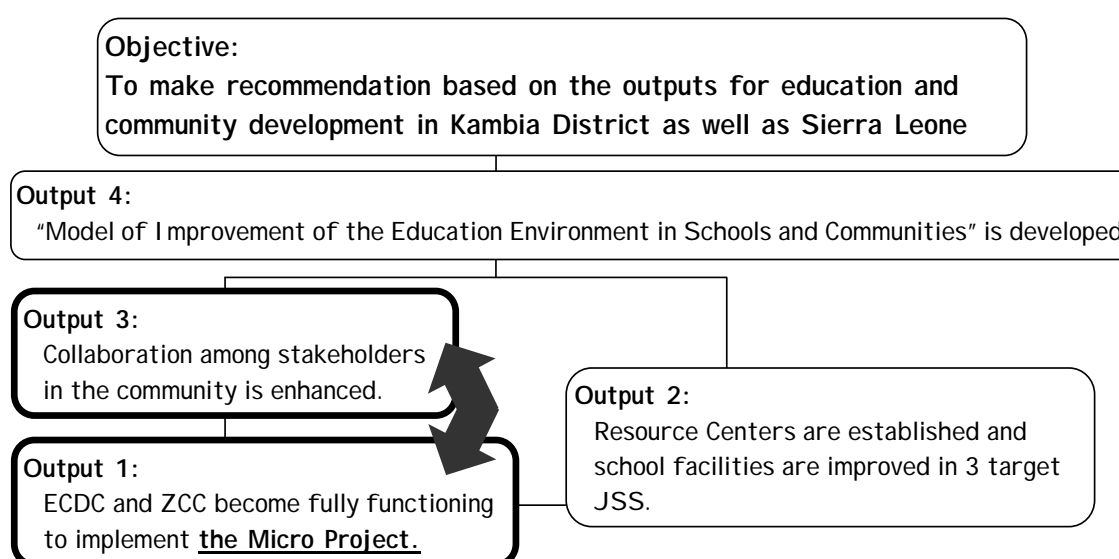 Objective:
To make recommendation based on the outputs for education and
community development in Kambia District as well as Sierra Leone
Output 4:
“Model of Improvement of the Education Environment in Schools and Communities” is developed
Output 3:
Collaboration among stakeholders
in the community is enhanced.
Output 2:
Resource Centers are established and
school facilities are improved in 3 target
JSS.
Output 1:
ECDC and ZCC become fully functioning
to implement the Micro Project.